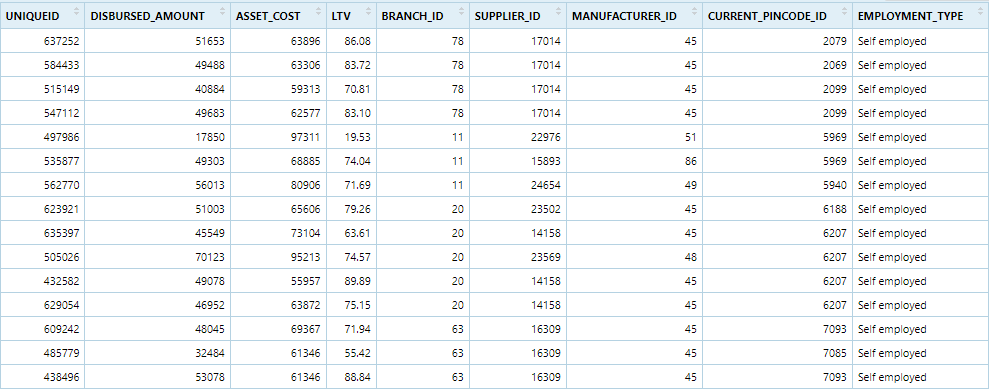 UNIQUEID DISBURSED_AMOUNT ASSET_COST LTV BRANCH_ID SUPPLIER_ID MANUFACTURER_ID CURRENT_PINCODE_ID EMPLOYMENT_TYPE
637252 51653 63896 86.08 78 17014 45 2079 Self employed
584433 49488 63306 83.72 78 17014 45 2069 Self employed
515149 40884 59313 70.81 78 17014 45 2099 Self employed
547112 49683 62577 83.10 78 17014 45 2099 Self employed
497986 17850 97311 19.53 11 22976 51 5969 Self employed
535877 49303 68885 74.04 11 15893 86 5969 Self employed
562770 56013 80906 71.69 11 24654 49 5940 Self employed
623921 51003 65606 79.26 20 23502 45 6188 Self employed
635397 45549 73104 63.61 20 14158 45 6207 Self employed
505026 70123 95213 74.57 20 23569 48 6207 Self employed
432582 49078 55957 89.89 20 14158 45 6207 Self employed
629054 46952 63872 75.15 20 14158 45 6207 Self employed
609242 48045 69367 71.94 63 16309 45 7093 Self employed
485779 32484 61346 55.42 63 16309 45 7085 Self employed
438496 53078 61346 88.84 63 16309 45 7093 Self employed